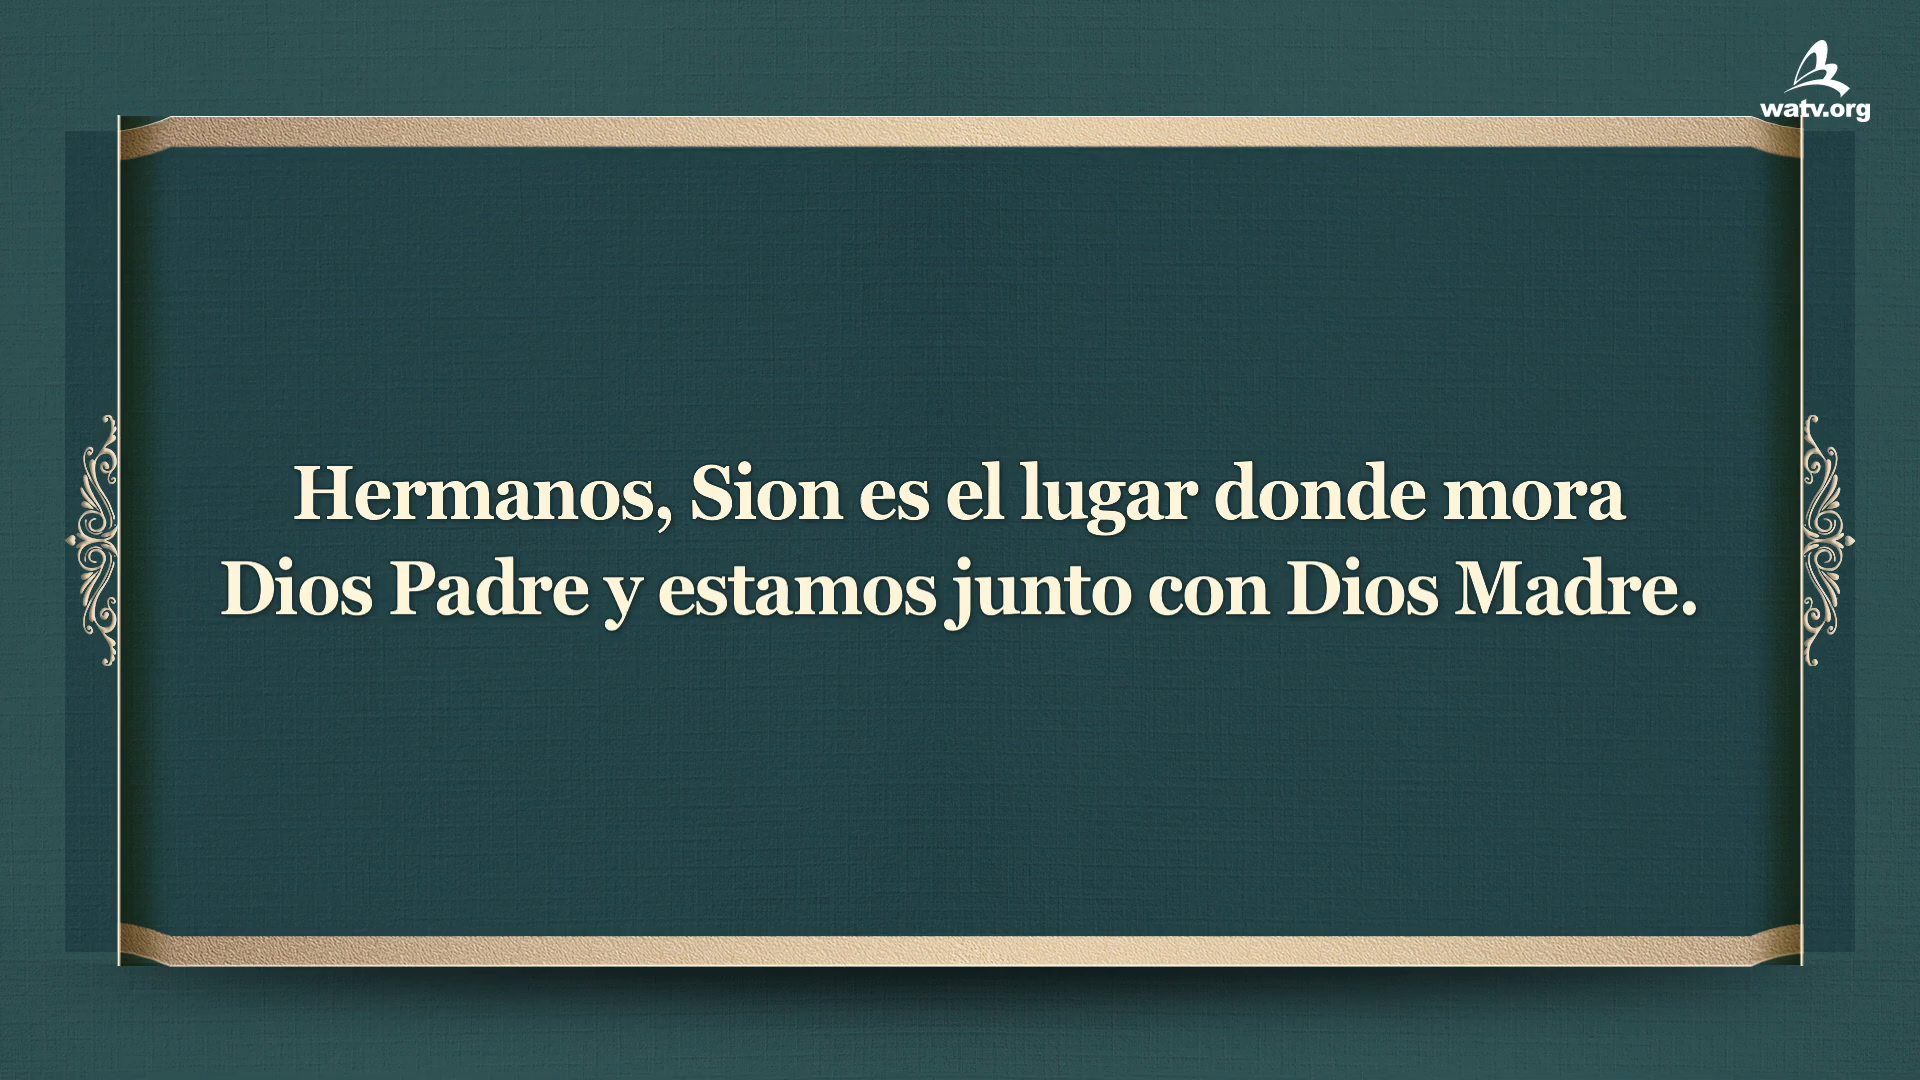 watv.org
Hermanos, Sion es el lugar donde mora
Dios Padre y estamos junto con Dios Madre.